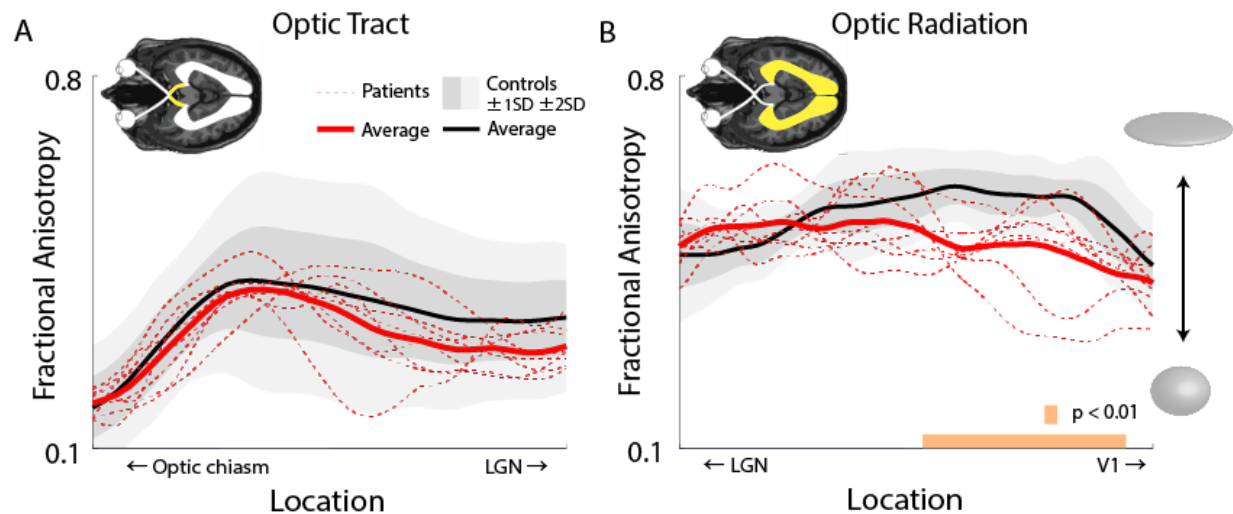 A
Optic Tract
0.8
Fractional Anisotropy
0.1
Patients
Average
Controls
±1SD ±2SD
Average
← Optic chiasm
LGN →
Location
B
Optic Radiation
0.8
Fractional Anisotropy
0.1
p < 0.01
← LGN
V1 →
Location